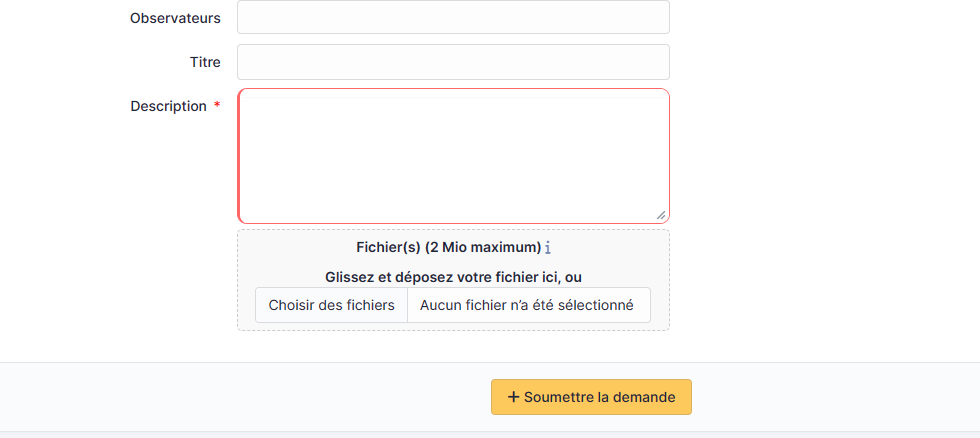 Observateurs
Titre
Description *
Fichier(s) (2 Mio maximum) i
Glissez et déposez votre fichier ici, ou
Choisir des fichiers Aucun fichier n’a été sélectionné
+ Soumettre la demande